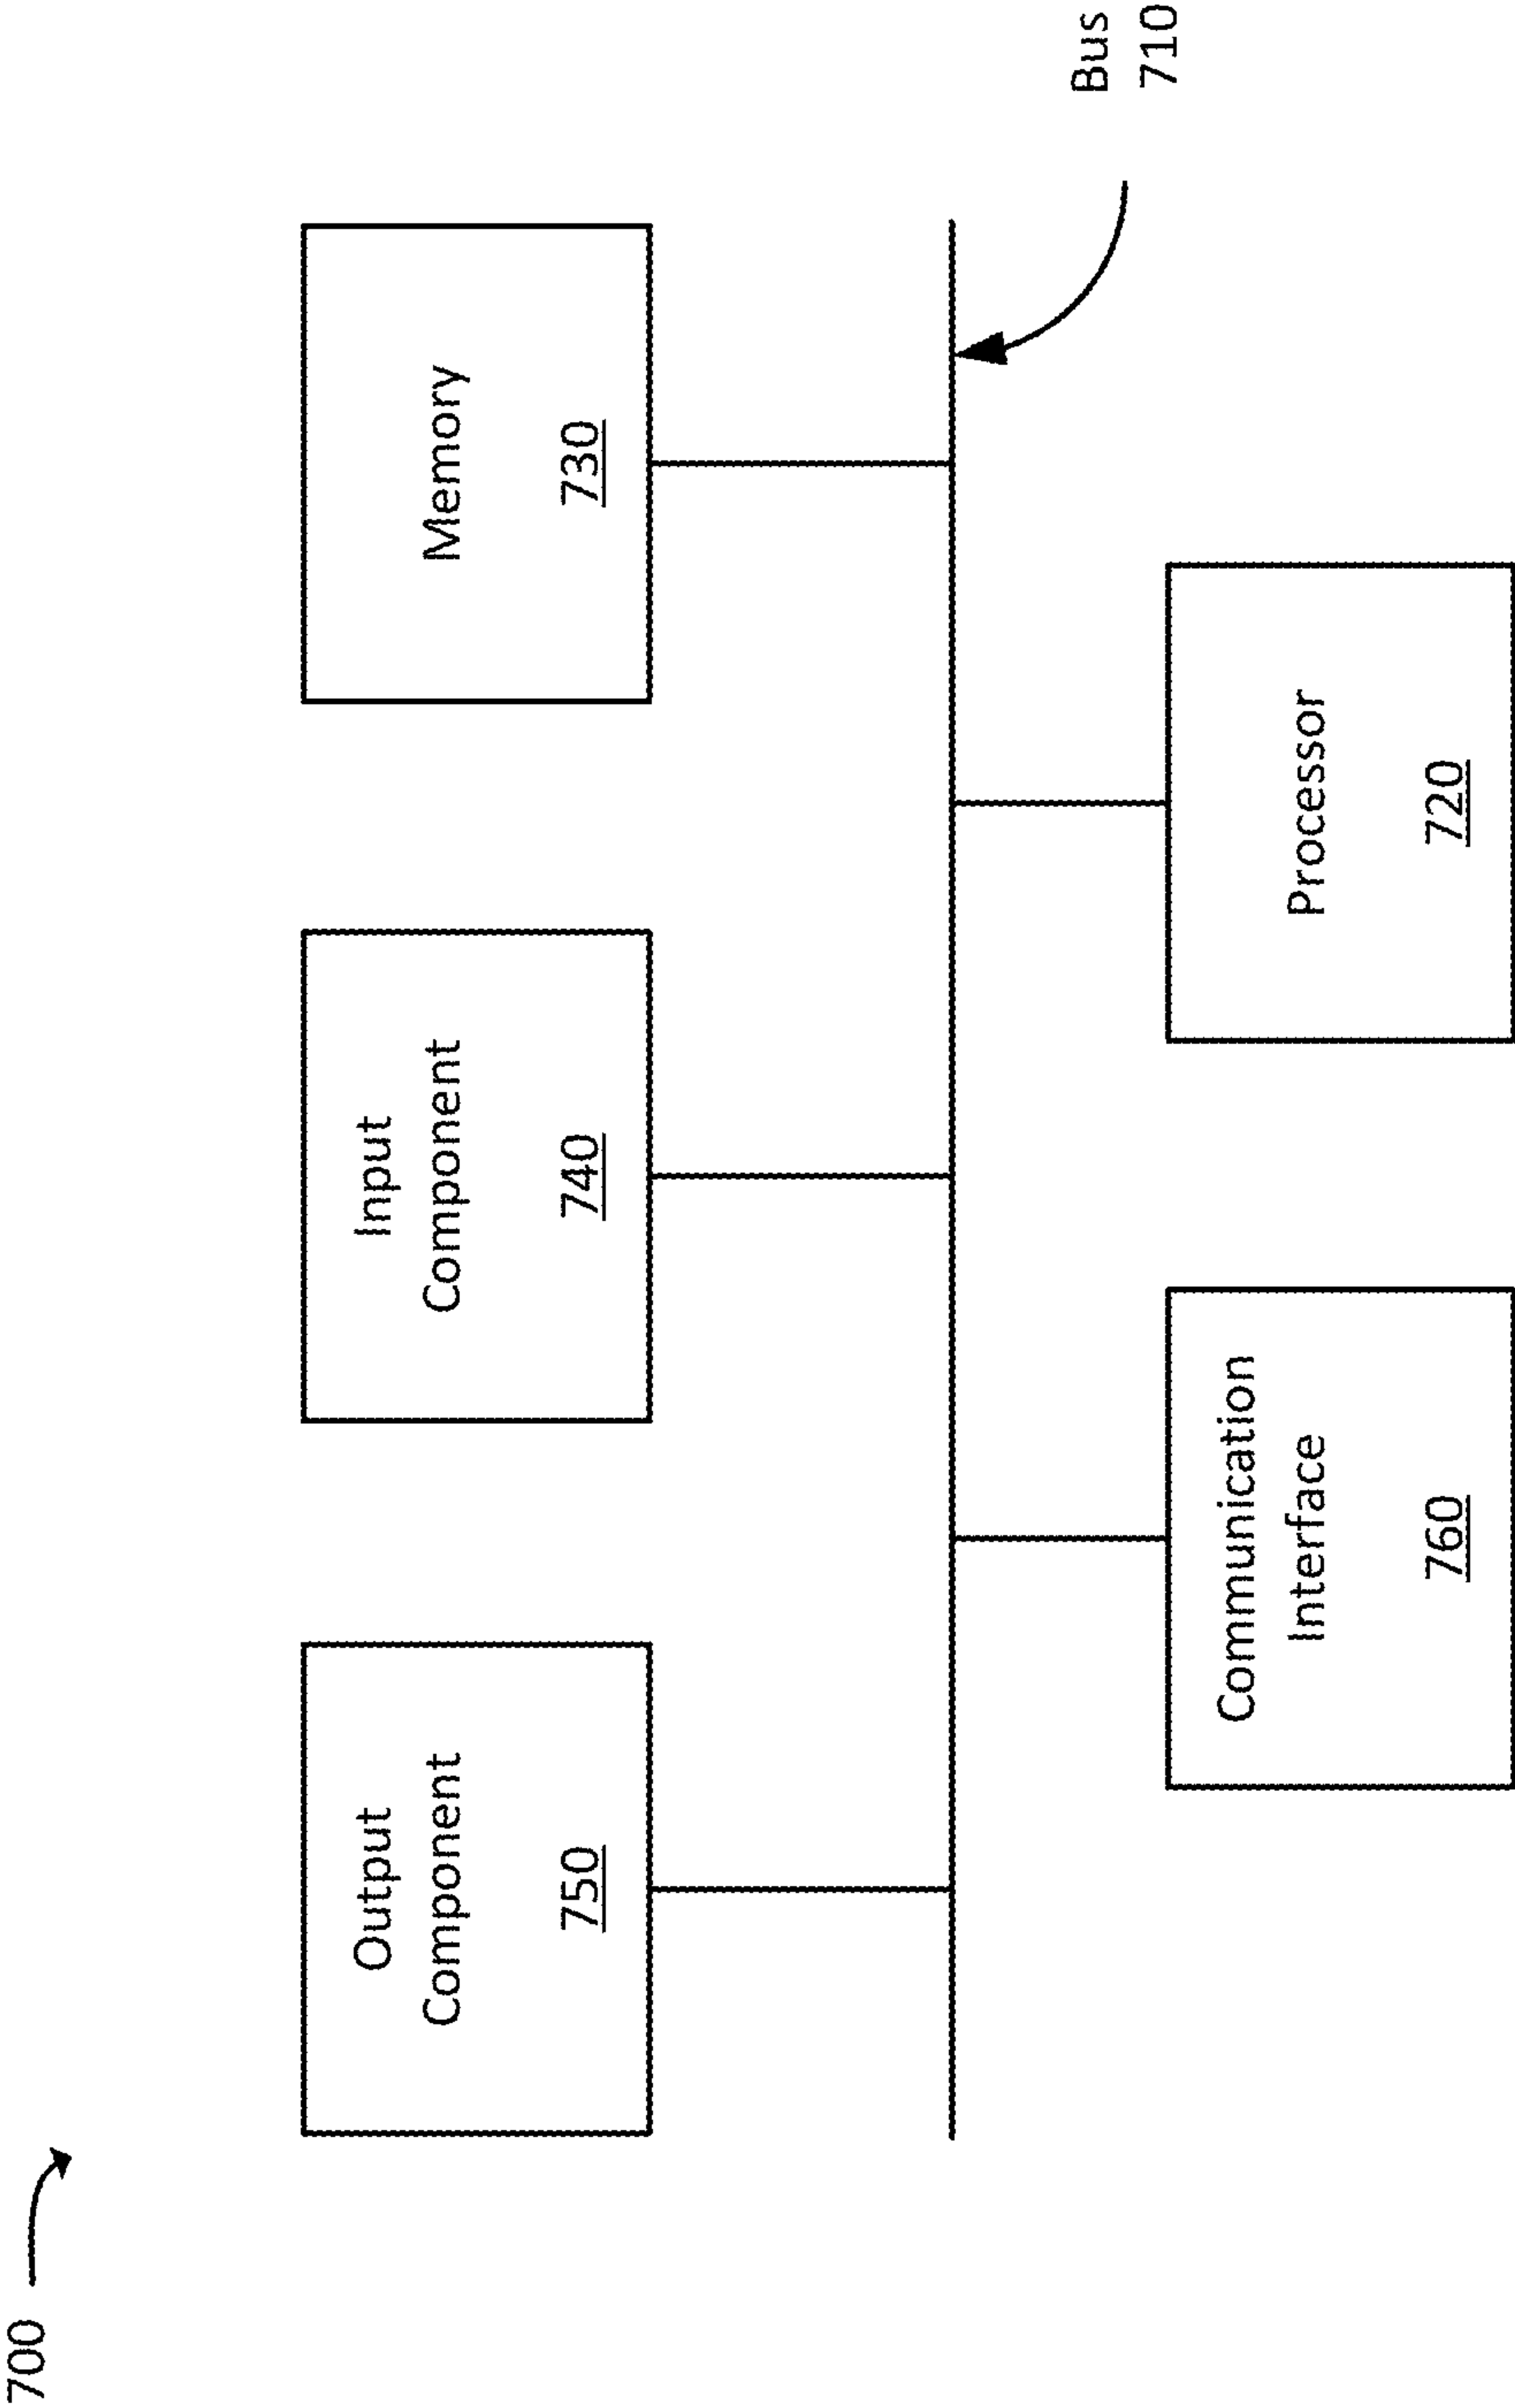 700
Output
Component
750
Input
Component
740
Memory
730
Bus
710
Communication
Interface
760
Processor
720